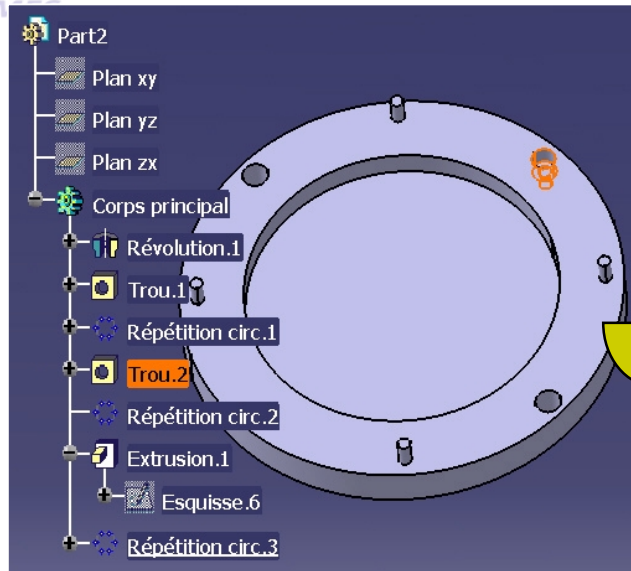 Part2
Plan xy
Plan yz
Plan zx
Corps principal
Révolution.1
Trou.1
Répétition circ.1
Trou.2
Répétition circ.2
Extrusion.1
Esquisse.6
Répétition circ.3